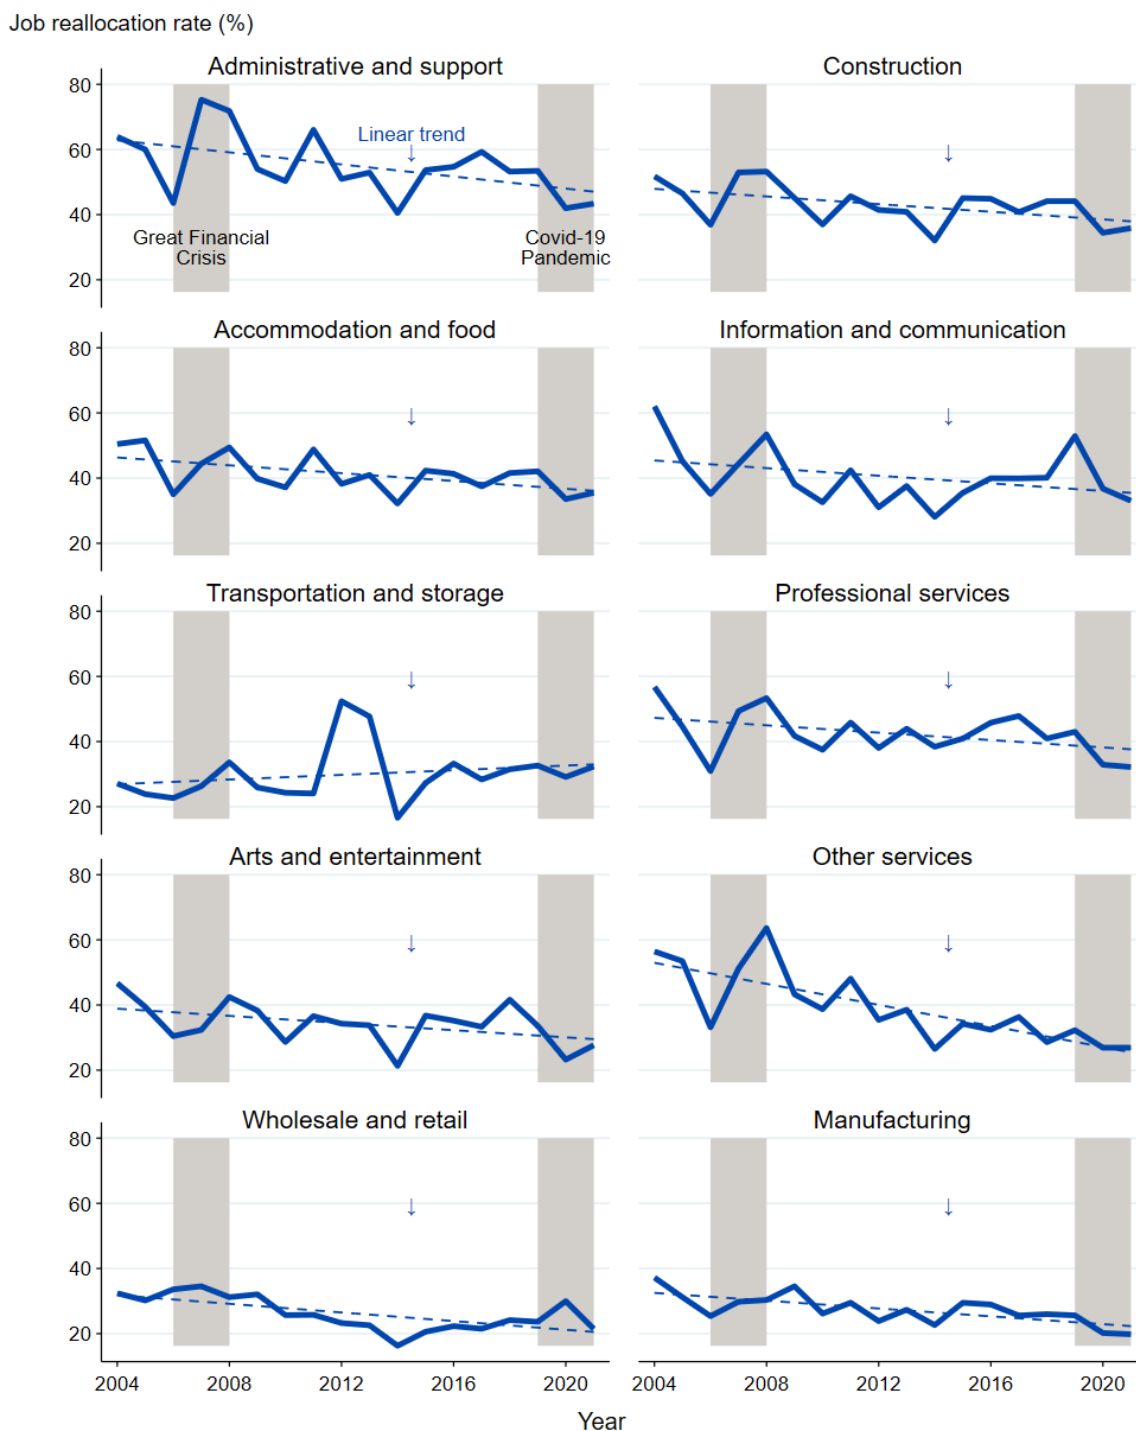 Job reallocation rate (%)
Administrative and support
Construction
80
60
40
20
Linear trend
↓
↓
Great Financial
Crisis
Covid-19
Pandemic
Accommodation and food
Information and communication
80
60
40
20
↓
↓
Transportation and storage
Professional services
80
60
40
20
↓
↓
Arts and entertainment
Other services
80
60
40
20
↓
↓
Wholesale and retail
Manufacturing
80
60
40
20
↓
↓
2004 2008 2012 2016 2020
2004 2008 2012 2016 2020
Year